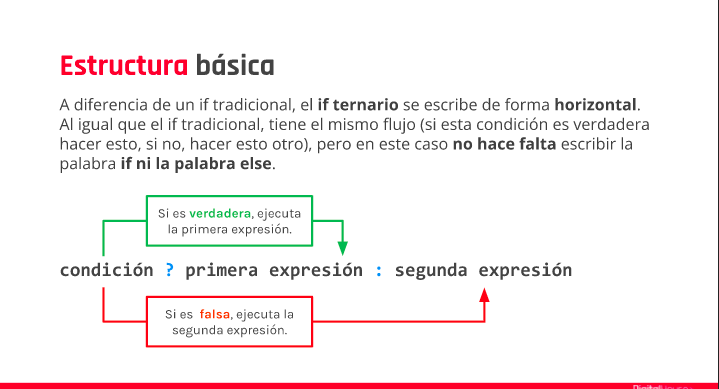 Estructura básica
A diferencia de un if tradicional, el if ternario se escribe de forma horizontal.
Al igual que el if tradicional, tiene el mismo flujo (si esta condición es verdadera
hacer esto, si no, hacer esto otro), pero en este caso no hace falta escribir la
palabra if ni la palabra else.
Si es verdadera, ejecuta
la primera expresión.
condición ? primera expresión : segunda expresión
Si es falsa, ejecuta la
segunda expresión.